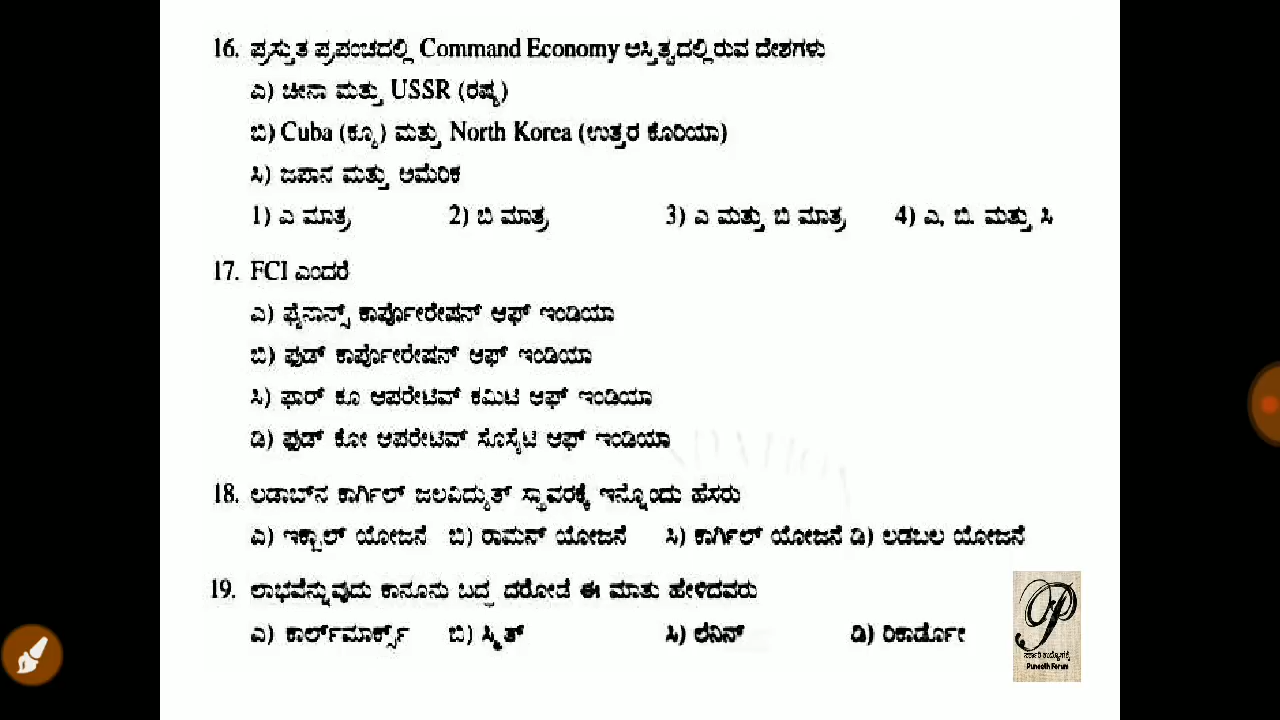 16. ಪ್ರಸ್ತುತ ಪ್ರಪಂಚದಲ್ಲಿ Command Economy ಅಸ್ತಿತ್ವದಲ್ಲಿರುವ ದೇಶಗಳು
ಎ) ಚೀನಾ ಮತ್ತು USSR (ರಷ್ಯ)
ಬಿ) Cuba (ಕ್ಯೂ) ಮತ್ತು North Korea (ಉತ್ತರ ಕೊರಿಯಾ)
ಸಿ) ಜಪಾನ ಮತ್ತು ಅಮೆರಿಕ
1) ಎ ಮಾತ್ರ 2) ಬಿ ಮಾತ್ರ 3) ಎ ಮತ್ತು ಬಿ ಮಾತ್ರ 4) ಎ, ಬಿ. ಮತ್ತು ಸಿ
17. FCI ಎಂದರೆ
ಎ) ಫೈನಾನ್ಸ್ ಕಾರ್ಪೋರೇಷನ್ ಆಫ್ ಇಂಡಿಯಾ
ಬಿ) ಫುಡ್ ಕಾರ್ಪೋರೇಷನ್ ಆಫ್ ಇಂಡಿಯಾ
ಸಿ) ಫಾರ್ ಕೂ ಆಪರೇಟಿವ್ ಕಮಿಟಿ ಆಫ್ ಇಂಡಿಯಾ
ಡಿ) ಫುಡ್ ಕೋ ಆಪರೇಟಿವ್ ಸೊಸೈಟಿ ಆಫ್ ಇಂಡಿಯಾ
18. ಲಡಾಖ್‌ನ ಕಾರ್ಗಿಲ್ ಜಲವಿದ್ಯುತ್ ಸ್ಥಾವರಕ್ಕೆ ಇನ್ನೊಂದು ಹೆಸರು
ಎ) ಇಕ್ಬಾಲ್ ಯೋಜನೆ ಬಿ) ರಾಮನ್ ಯೋಜನೆ ಸಿ) ಕಾರ್ಗಿಲ್ ಯೋಜನೆ ಡಿ) ಲಡಬಲ ಯೋಜನೆ
19. ಲಾಭವೆನ್ನುವುದು ಕಾನೂನು ಬದ್ಧ ದರೋಡೆ ಈ ಮಾತು ಹೇಳಿದವರು
ಎ) ಕಾರ್ಲ್‌ಮಾರ್ಕ್ಸ್ ಬಿ) ಸ್ಮಿತ್ ಸಿ) ಲೆನಿನ್ ಡಿ) ರಿಕಾರ್ಡೋ
P
Puneeth Forum